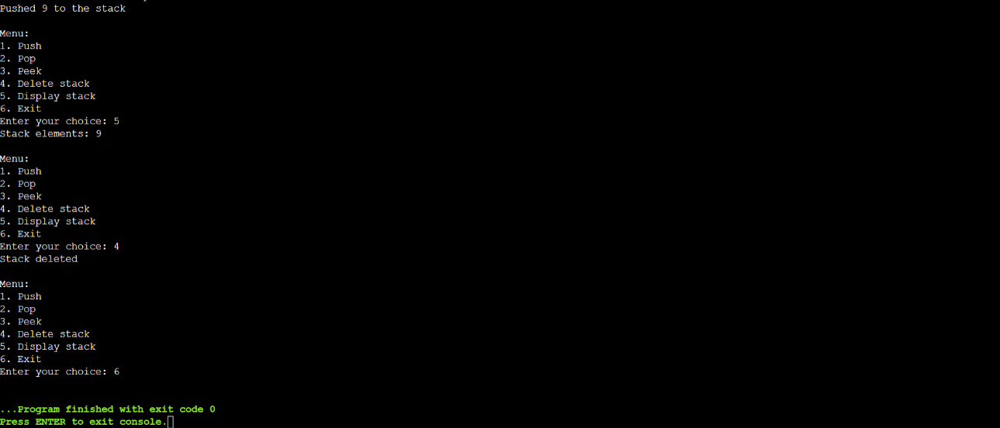 Pushed 9 to the stack
Menu:
1. Push
2. Pop
3. Peek
4. Delete stack
5. Display stack
6. Exit
Enter your choice: 5
Stack elements: 9
Menu:
1. Push
2. Pop
3. Peek
4. Delete stack
5. Display stack
6. Exit
Enter your choice: 4
Stack deleted
Menu:
1. Push
2. Pop
3. Peek
4. Delete stack
5. Display stack
6. Exit
Enter your choice: 6
...Program finished with exit code 0
Press ENTER to exit console.